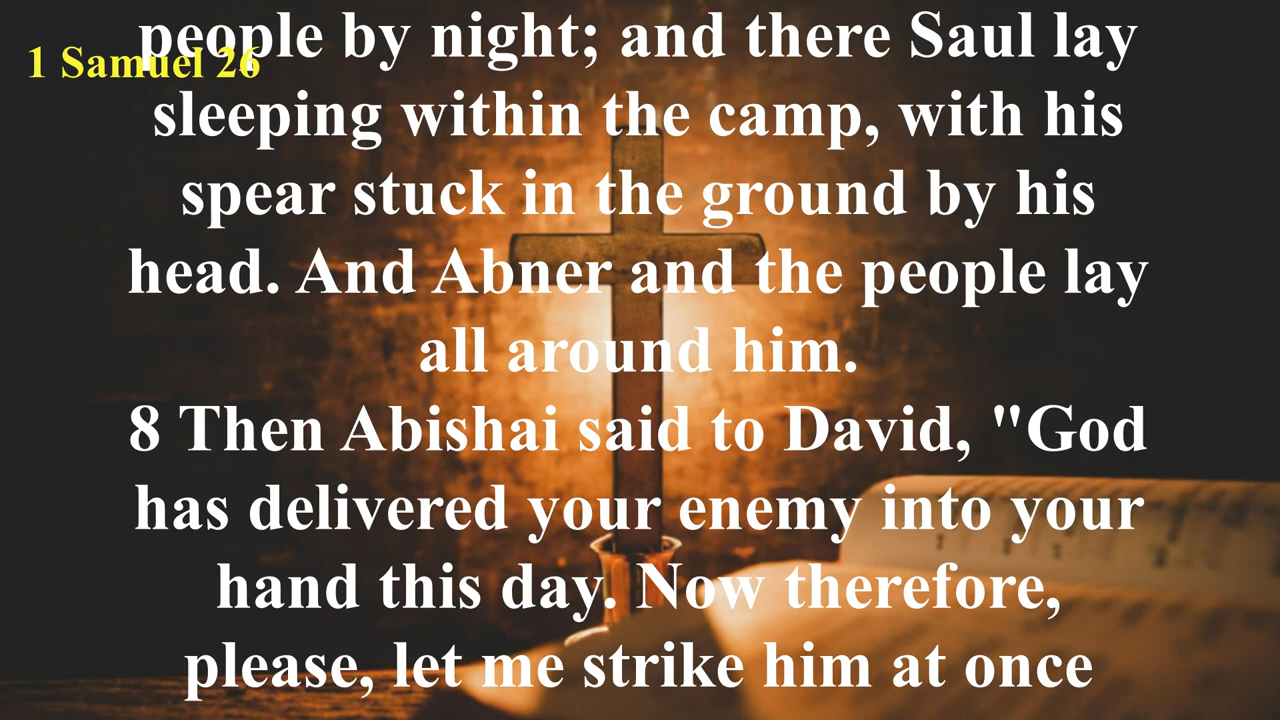 people by night; and there Saul lay
1 Samuel 26
sleeping within the camp, with his
spear stuck in the ground by his
head. And Abner and the people lay
all around him.
8 Then Abishai said to David, "God
has delivered your enemy into your
hand this day. Now therefore,
please, let me strike him at once